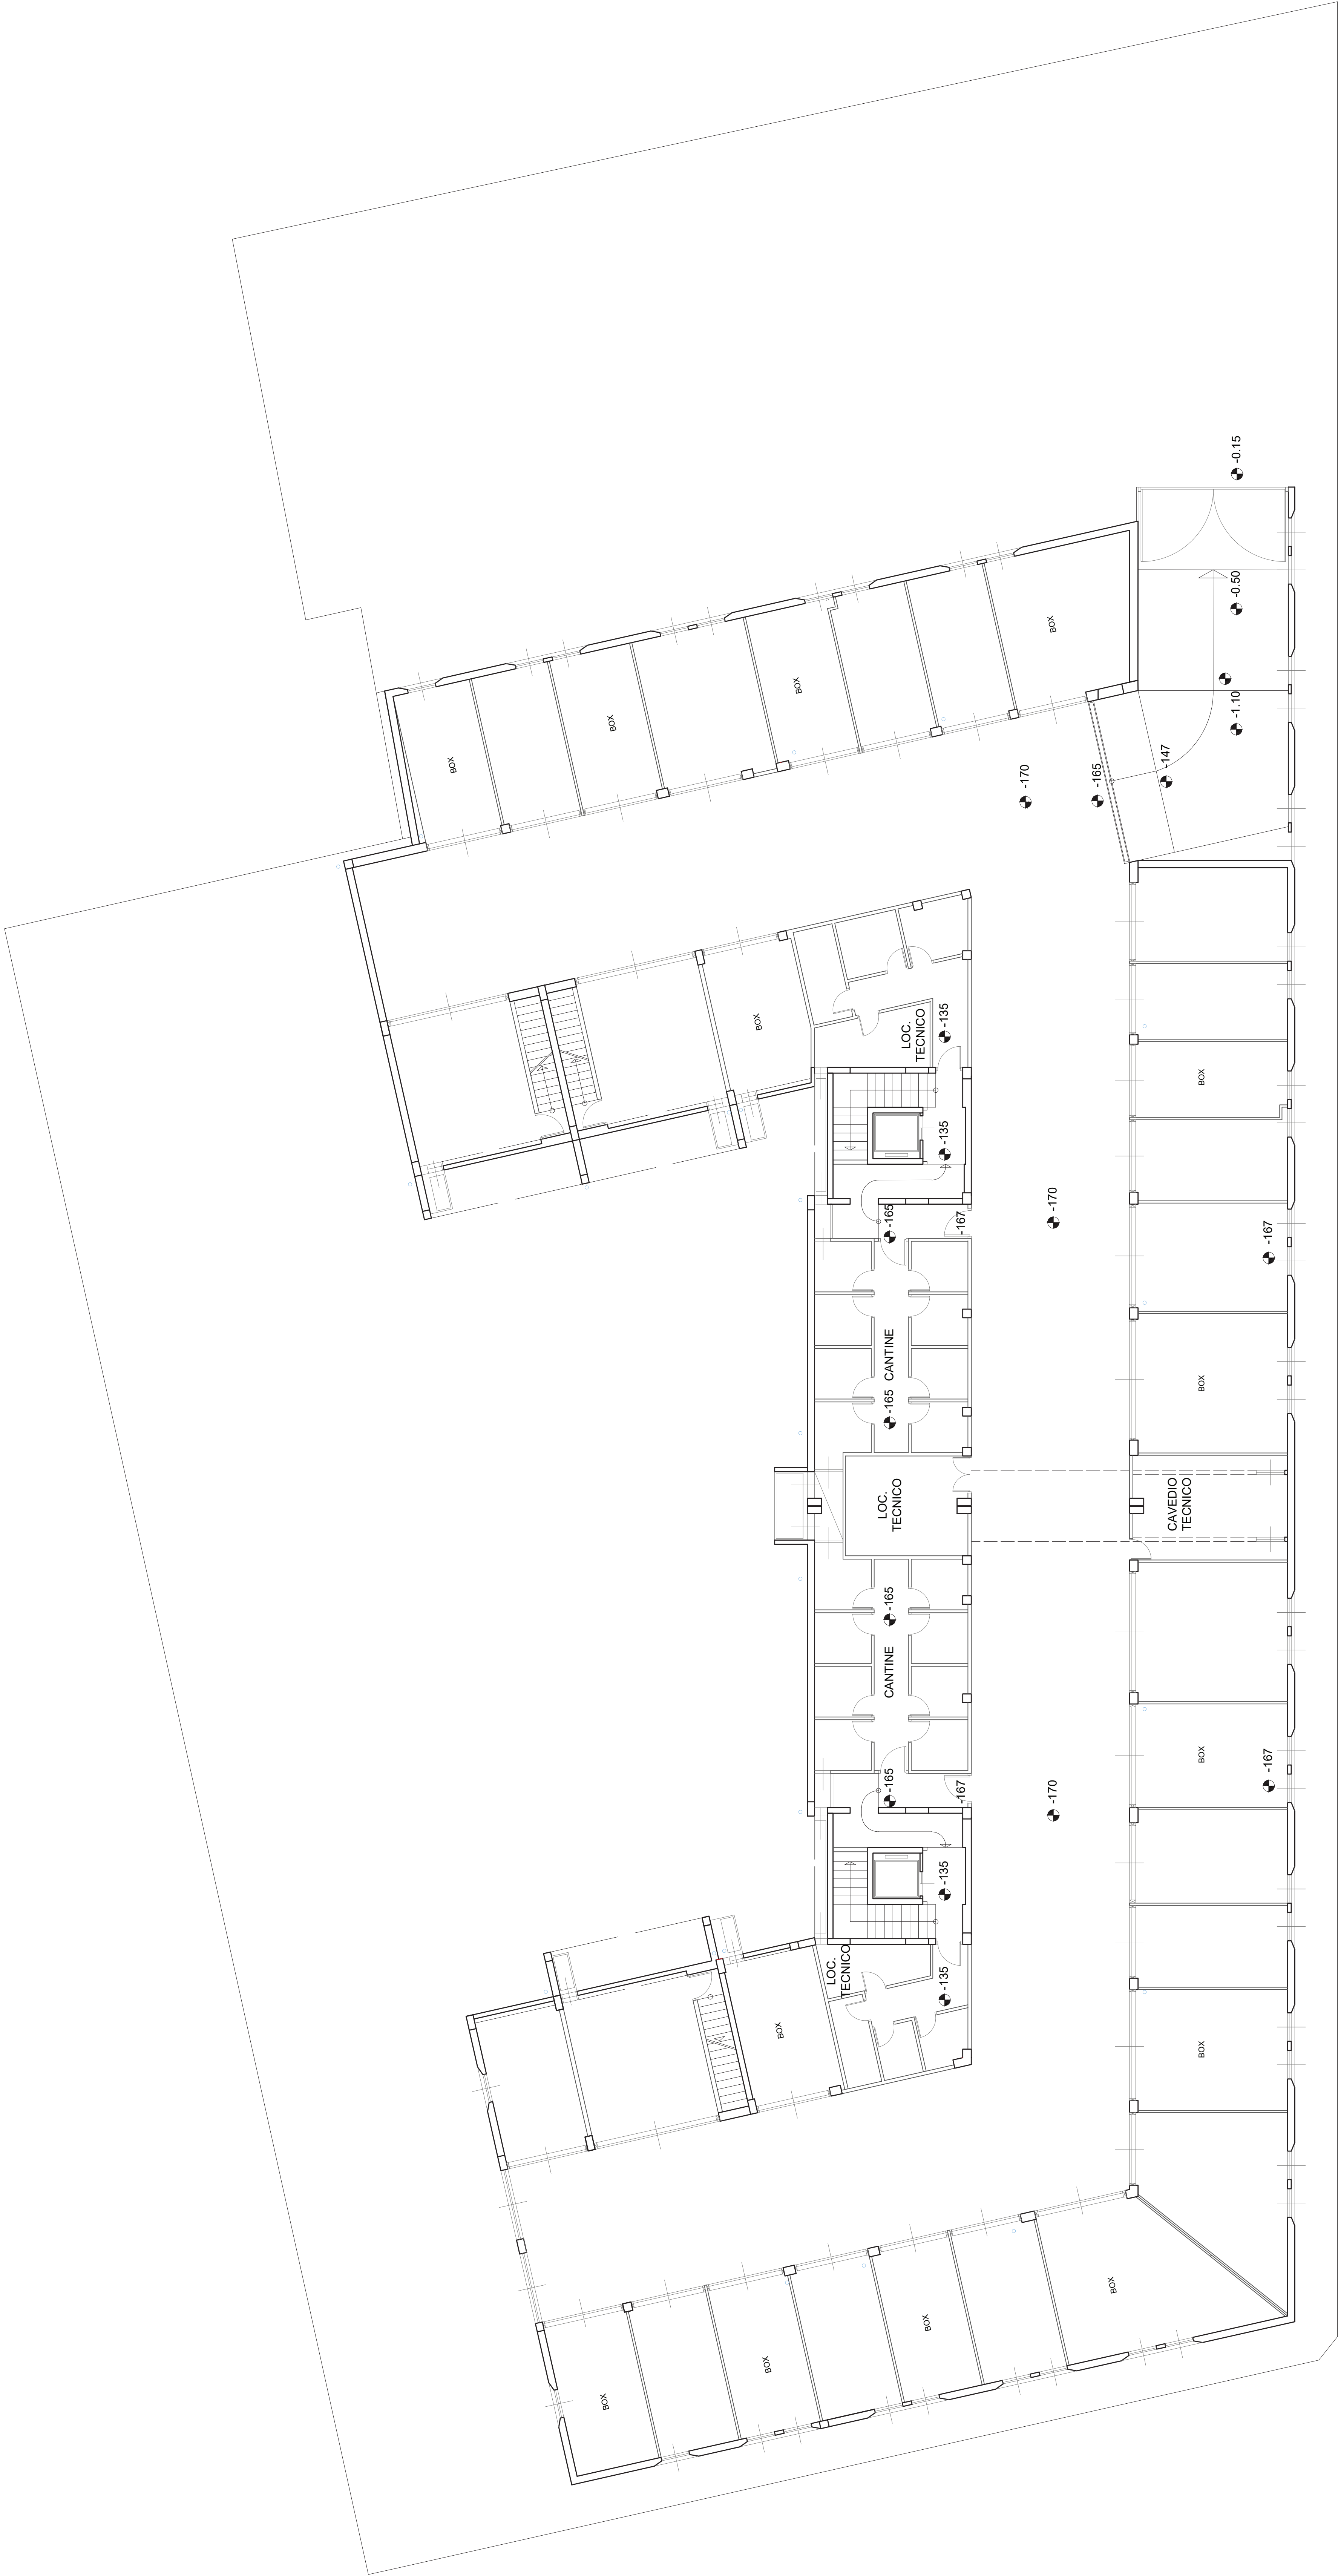 -0.15
-0.50
-1.10
-147
-165
-170
BOX
BOX
BOX
BOX
BOX
LOC.
TECNICO
-135
-135
-165
-167
-170
-167
BOX
BOX
CANTINE
-165
LOC.
TECNICO
CAVEDIO
TECNICO
-165
CANTINE
BOX
-167
-165
-167
-170
-135
LOC.
TECNICO
-135
BOX
BOX
BOX
BOX
BOX
BOX